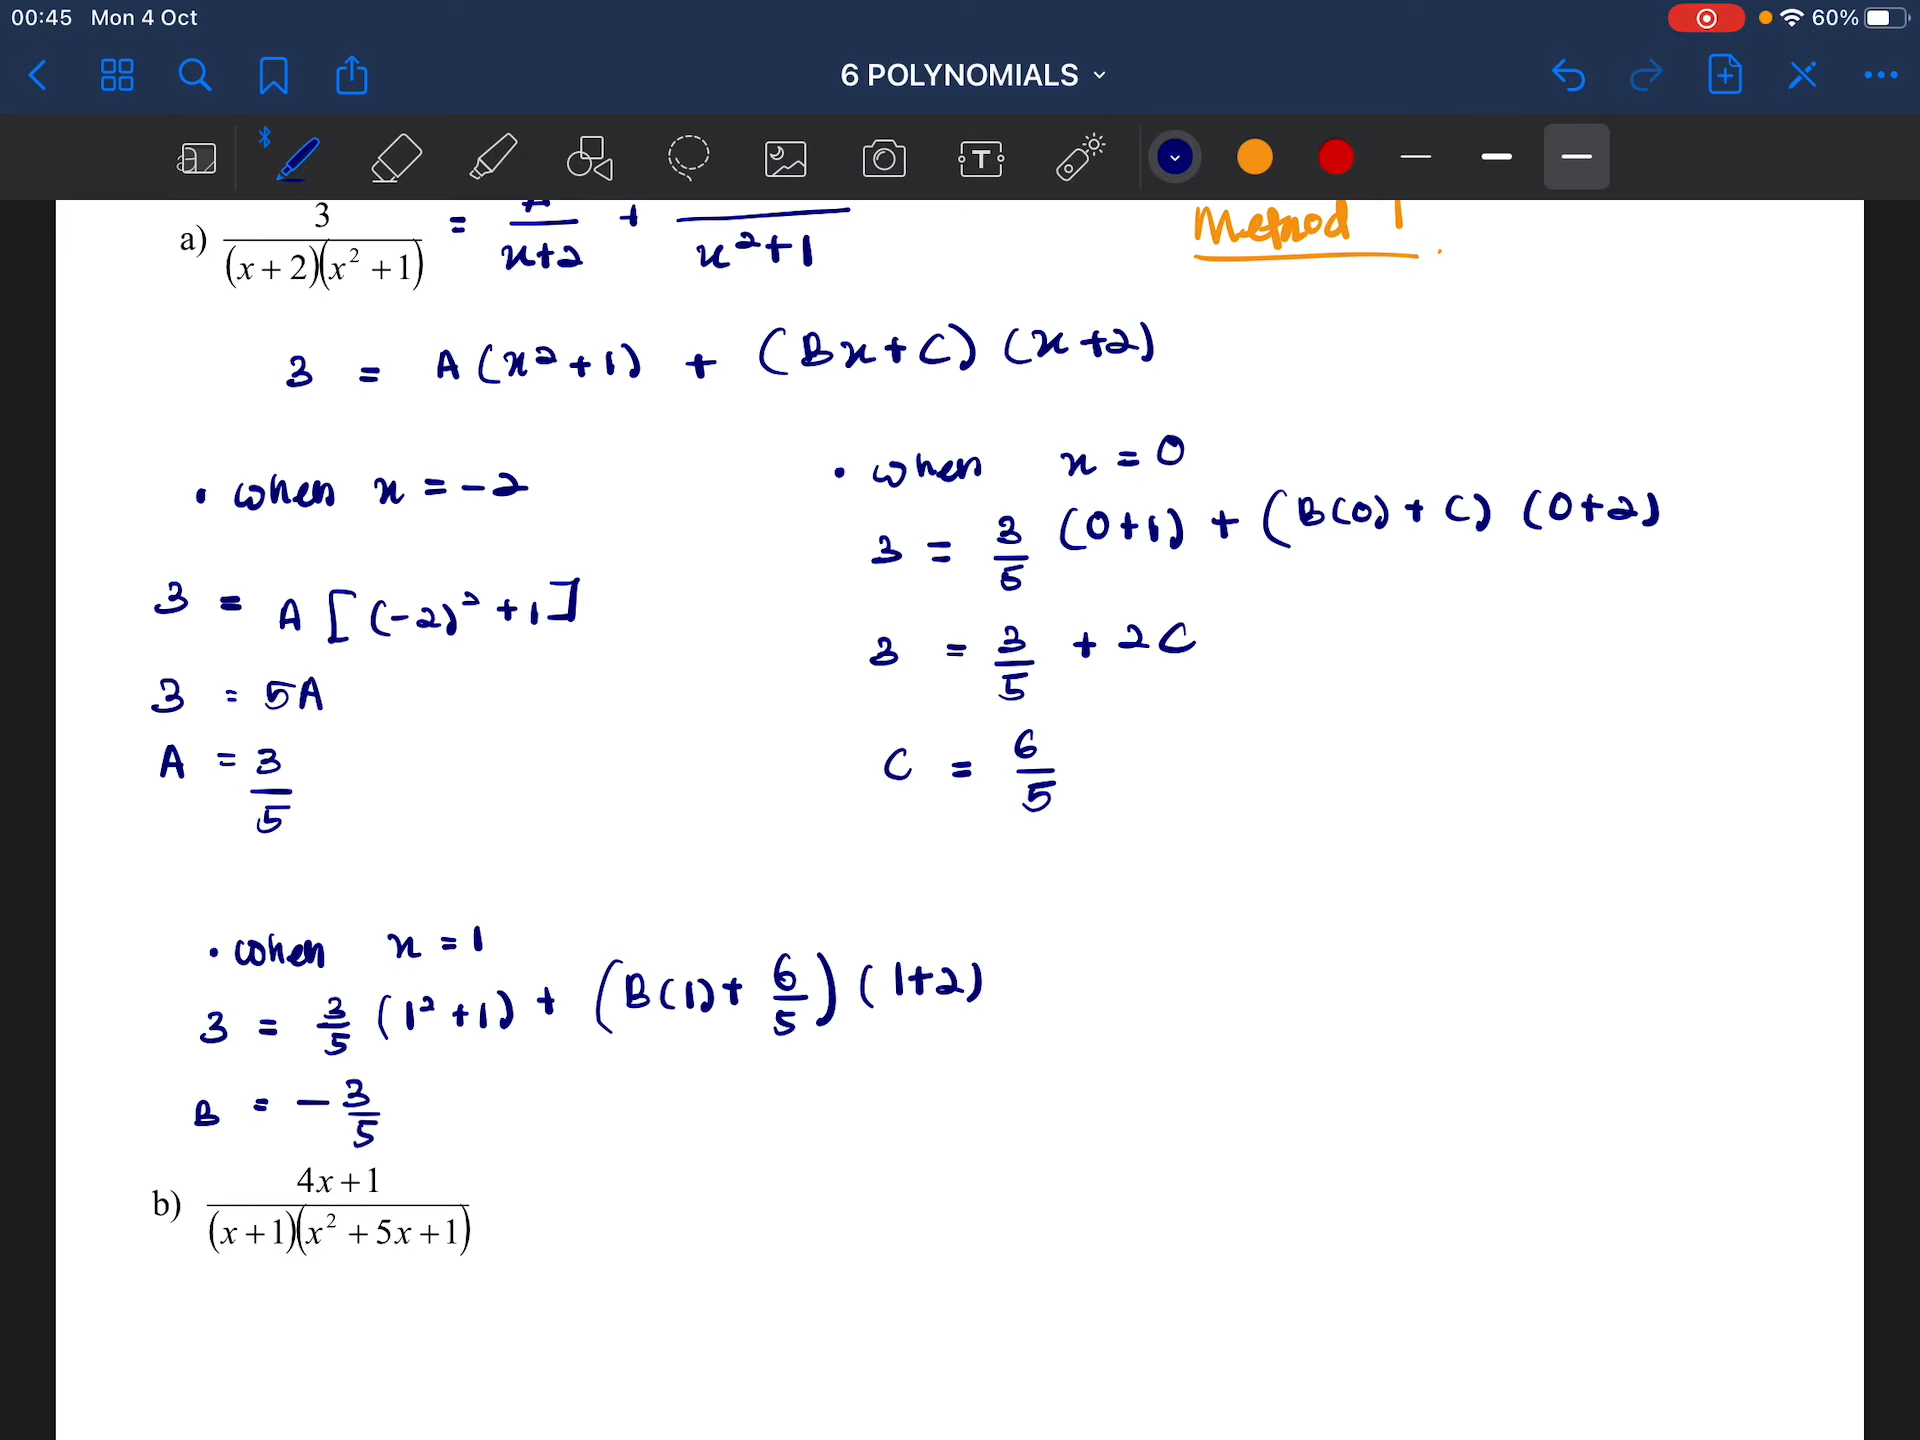 00:45 Mon 4 Oct 60%
6 POLYNOMIALS
a) 3/((x+2)(x² +1)) = A/(x+2) + /(x²+1)
Method 1
3 = A(x²+1) + (Bx+C)(x+2)
• when x = -2
3 = A[(-2)²+1]
3 = 5A
A = 3/5
• when x = 0
3 = 3/5 (0+1) + (B(0)+C)(0+2)
3 = 3/5 + 2C
C = 6/5
• when x = 1
3 = 3/5 (1²+1) + (B(1)+ 6/5)(1+2)
B = -3/5
b) (4x+1)/((x+1)(x² +5x+1))